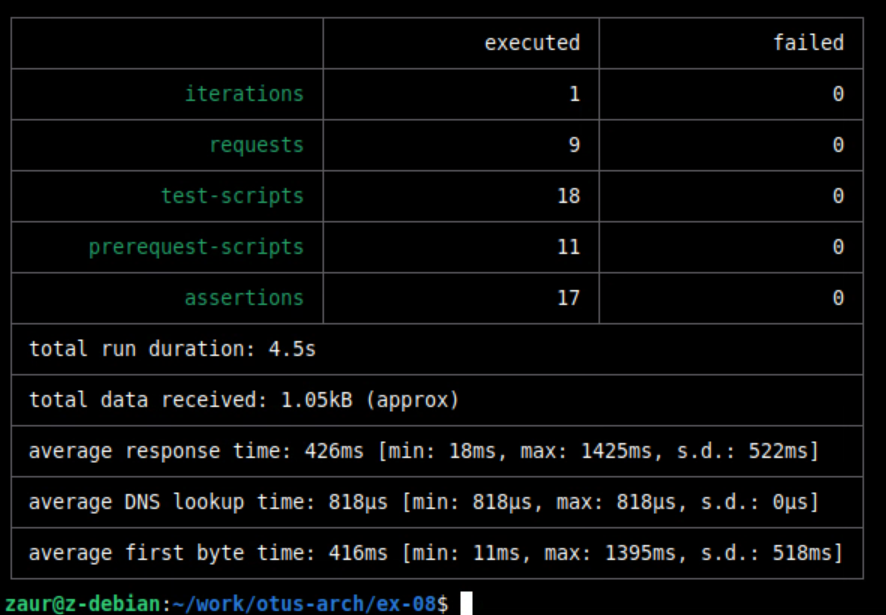 executed failed
iterations 1 0
requests 9 0
test-scripts 18 0
prerequest-scripts 11 0
assertions 17 0
total run duration: 4.5s
total data received: 1.05kB (approx)
average response time: 426ms [min: 18ms, max: 1425ms, s.d.: 522ms]
average DNS lookup time: 818µs [min: 818µs, max: 818µs, s.d.: 0µs]
average first byte time: 416ms [min: 11ms, max: 1395ms, s.d.: 518ms]
zaur@z-debian:~/work/otus-arch/ex-08$